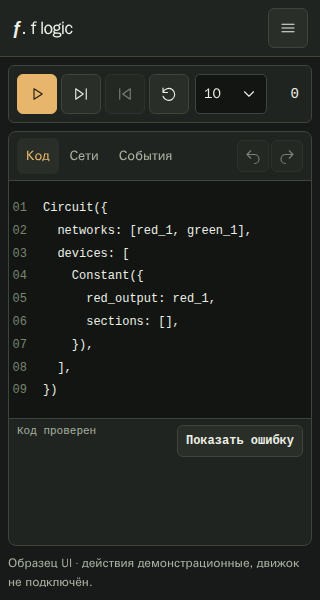 ƒ. f logic
10
0
Код Сети События
01 Circuit({
02 networks: [red_1, green_1],
03 devices: [
04 Constant({
05 red_output: red_1,
06 sections: [],
07 }),
08 ],
09 })
Код проверен
Показать ошибку
Образец UI · действия демонстрационные, движок
не подключён.